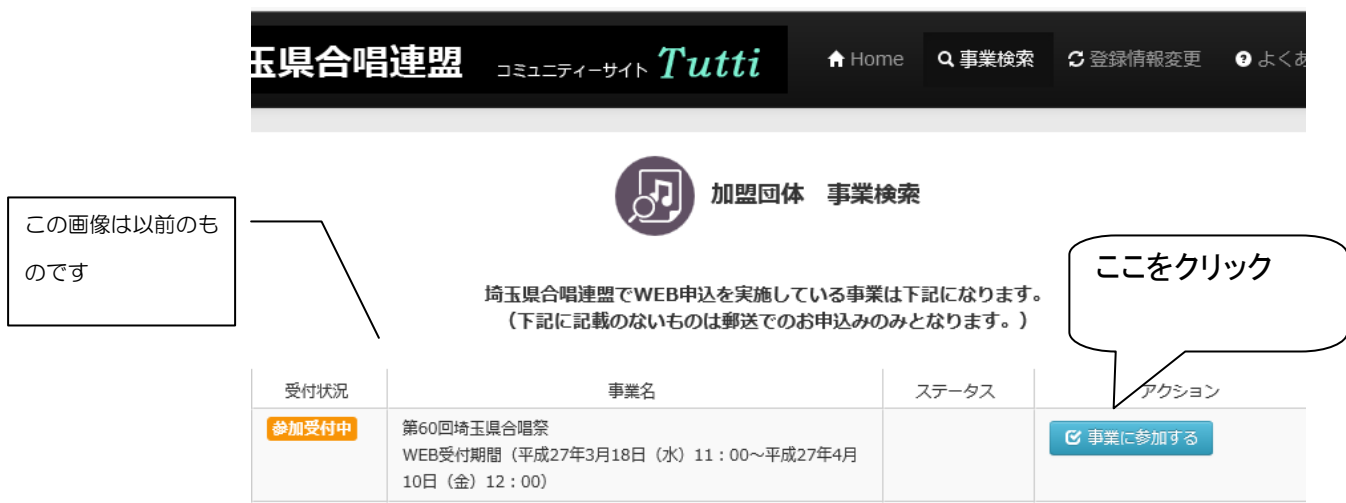 玉県合唱連盟 コミュニティーサイト Tutti Home 事業検索 登録情報変更 よくあ
加盟団体 事業検索
この画像は以前のも
のです
ここをクリック
埼玉県合唱連盟でWEB申込を実施している事業は下記になります。
（下記に記載のないものは郵送でのお申込みのみとなります。）
受付状況 事業名 ステータス アクション
参加受付中 第60回埼玉県合唱祭 事業に参加する
WEB受付期間（平成27年3月18日（水）11：00～平成27年4月
10日（金）12：00）